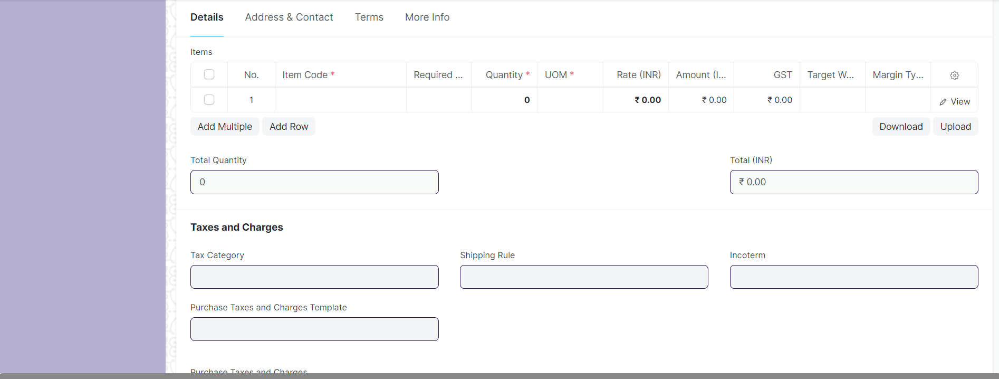 Details Address & Contact Terms More Info
Items
No. Item Code * Required ... Quantity * UOM * Rate (INR) Amount (I... GST Target W... Margin Ty...
1 0 ₹ 0.00 ₹ 0.00 ₹ 0.00 View
Add Multiple Add Row Download Upload
Total Quantity Total (INR)
0 ₹ 0.00
Taxes and Charges
Tax Category Shipping Rule Incoterm
Purchase Taxes and Charges Template
Purchase Taxes and Charges